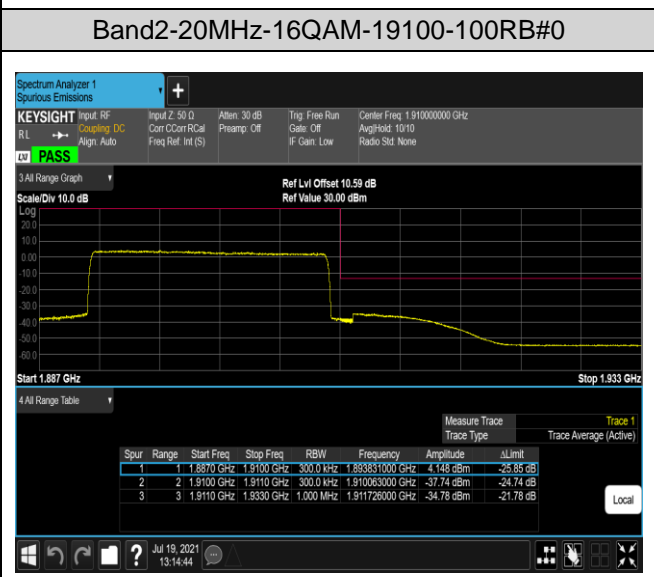 Band2-20MHz-16QAM-19100-100RB#0
Spectrum Analyzer 1
Spurious Emissions
+
KEYSIGHT Input: RF Input Z: 50 Ω Atten: 30 dB Trig: Free Run Center Freq: 1.910000000 GHz
RL Coupling: DC Corr CCorr RCal Preamp: Off Gate: Off Avg|Hold: 10/10
Align: Auto Freq Ref: Int (S) IF Gain: Low Radio Std: None
LXI PASS
3 All Range Graph
Ref Lvl Offset 10.59 dB
Scale/Div 10.0 dB Ref Value 30.00 dBm
Log
20.0
10.0
0.00
-10.0
-20.0
-30.0
-40.0
-50.0
-60.0
Start 1.887 GHz Stop 1.933 GHz
4 All Range Table
Measure Trace Trace 1
Trace Type Trace Average (Active)
Spur Range Start Freq Stop Freq RBW Frequency Amplitude ΔLimit
1 1 1.8870 GHz 1.9100 GHz 300.0 kHz 1.893831000 GHz 4.148 dBm -25.85 dB
2 2 1.9100 GHz 1.9110 GHz 300.0 kHz 1.910063000 GHz -37.74 dBm -24.74 dB
3 3 1.9110 GHz 1.9330 GHz 1.000 MHz 1.911726000 GHz -34.78 dBm -21.78 dB
Local
? Jul 19, 2021
13:14:44